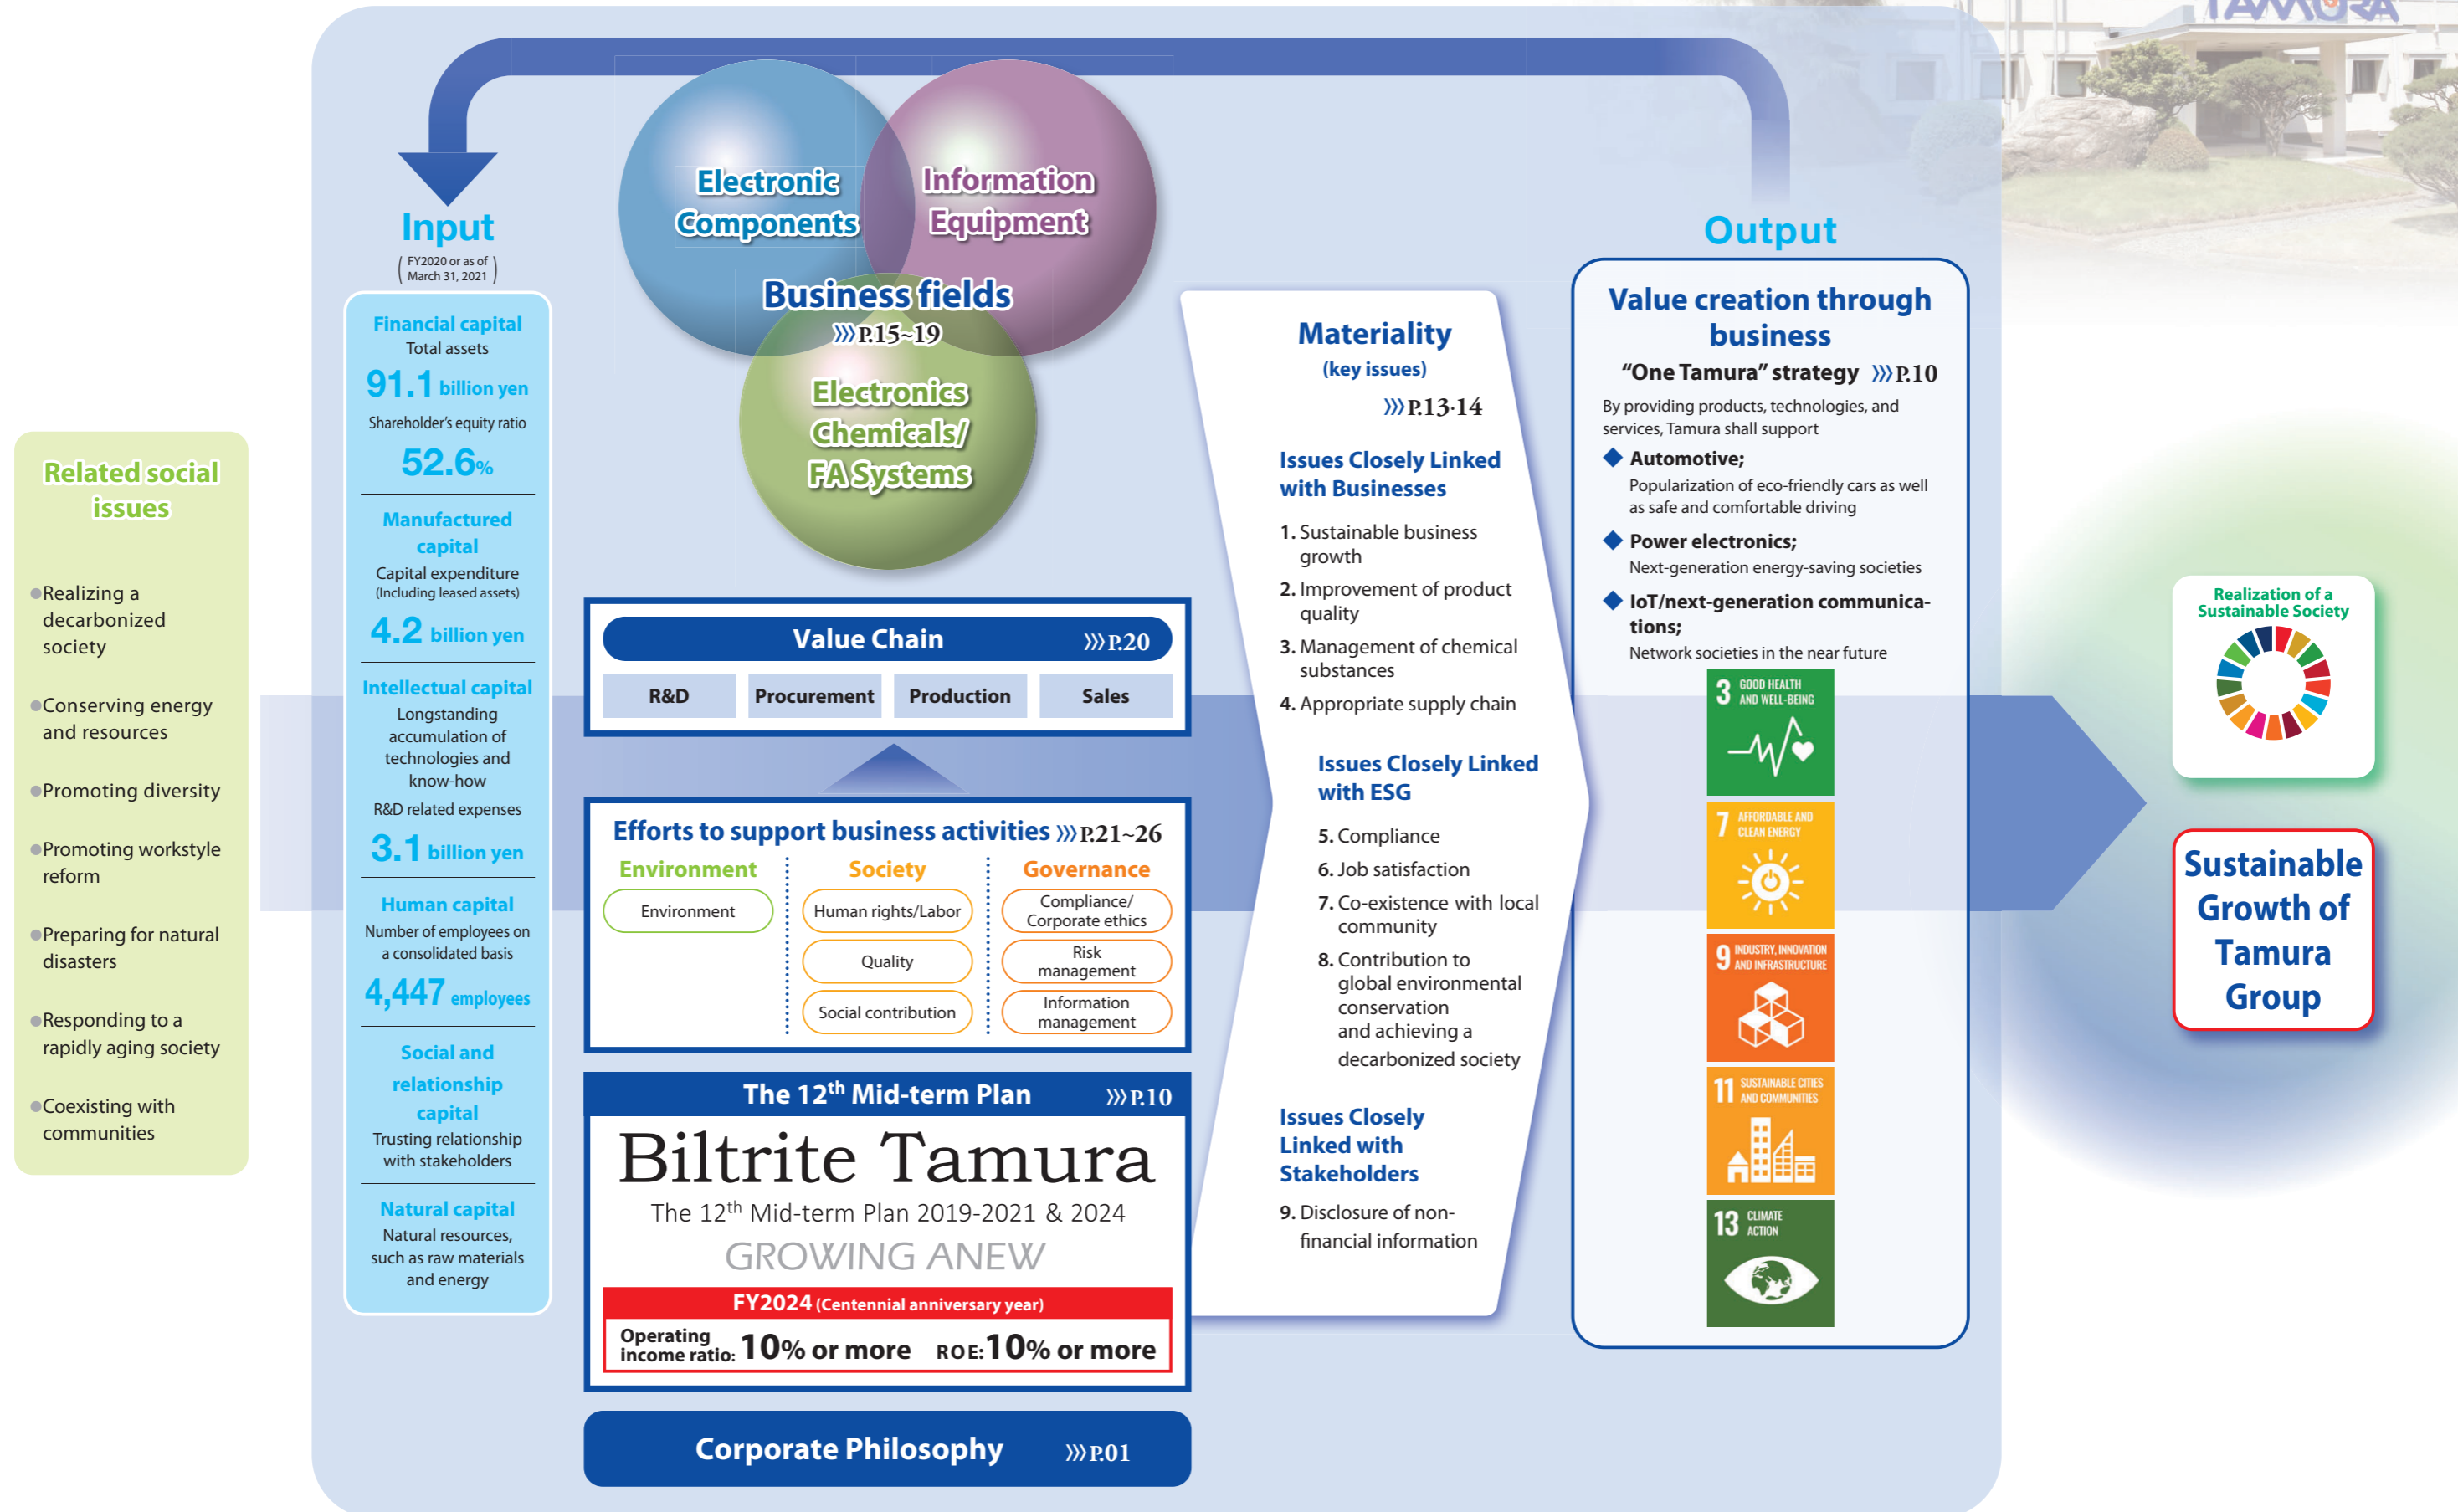 TAMURA
Related social
issues
●Realizing a
decarbonized
society
●Conserving energy
and resources
●Promoting diversity
●Promoting workstyle
reform
●Preparing for natural
disasters
●Responding to a
rapidly aging society
●Coexisting with
communities
Input
( FY2020 or as of
March 31, 2021 )
Financial capital
Total assets
91.1 billion yen
Shareholder's equity ratio
52.6%
Manufactured
capital
Capital expenditure
(Including leased assets)
4.2 billion yen
Intellectual capital
Longstanding
accumulation of
technologies and
know-how
R&D related expenses
3.1 billion yen
Human capital
Number of employees on
a consolidated basis
4,447 employees
Social and
relationship
capital
Trusting relationship
with stakeholders
Natural capital
Natural resources,
such as raw materials
and energy
Electronic
Components
Information
Equipment
Business fields
⟩⟩⟩P.15~19
Electronics
Chemicals/
FA Systems
Value Chain ⟩⟩⟩P.20
R&D Procurement Production Sales
Efforts to support business activities ⟩⟩⟩P.21~26
Environment
Environment
Society
Human rights/Labor
Quality
Social contribution
Governance
Compliance/
Corporate ethics
Risk
management
Information
management
The 12th Mid-term Plan ⟩⟩⟩P.10
Biltrite Tamura
The 12th Mid-term Plan 2019-2021 & 2024
GROWING ANEW
FY2024 (Centennial anniversary year)
Operating
income ratio: 10% or more ROE: 10% or more
Corporate Philosophy ⟩⟩⟩P.01
Materiality
(key issues)
⟩⟩⟩P.13·14
Issues Closely Linked
with Businesses
1. Sustainable business
growth
2. Improvement of product
quality
3. Management of chemical
substances
4. Appropriate supply chain
Issues Closely Linked
with ESG
5. Compliance
6. Job satisfaction
7. Co-existence with local
community
8. Contribution to
global environmental
conservation
and achieving a
decarbonized society
Issues Closely
Linked with
Stakeholders
9. Disclosure of non-
financial information
Output
Value creation through
business
“One Tamura” strategy ⟩⟩⟩P.10
By providing products, technologies, and
services, Tamura shall support
◆ Automotive;
Popularization of eco-friendly cars as well
as safe and comfortable driving
◆ Power electronics;
Next-generation energy-saving societies
◆ IoT/next-generation communica-
tions;
Network societies in the near future
3 GOOD HEALTH
AND WELL-BEING
7 AFFORDABLE AND
CLEAN ENERGY
9 INDUSTRY, INNOVATION
AND INFRASTRUCTURE
11 SUSTAINABLE CITIES
AND COMMUNITIES
13 CLIMATE
ACTION
Realization of a
Sustainable Society
Sustainable
Growth of
Tamura
Group